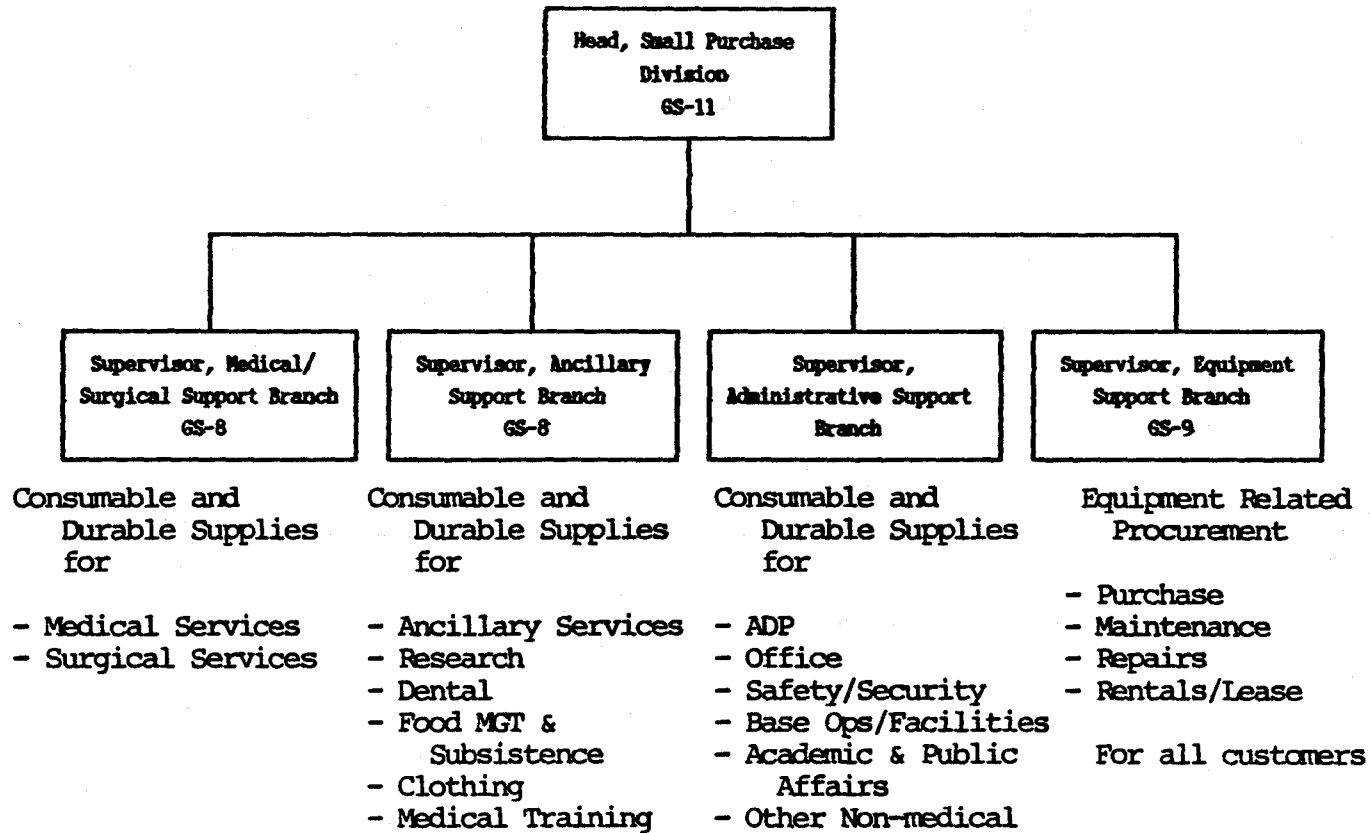 Head, Small Purchase
Division
GS-11
Supervisor, Medical/
Surgical Support Branch
GS-8
Supervisor, Ancillary
Support Branch
GS-8
Supervisor,
Administrative Support
Branch
Supervisor, Equipment
Support Branch
GS-9
Consumable and
Durable Supplies
for
- Medical Services
- Surgical Services
Consumable and
Durable Supplies
for
- Ancillary Services
- Research
- Dental
- Food MGT &
Subsistence
- Clothing
- Medical Training
Consumable and
Durable Supplies
for
- ADP
- Office
- Safety/Security
- Base Ops/Facilities
- Academic & Public
Affairs
- Other Non-medical
Equipment Related
Procurement
- Purchase
- Maintenance
- Repairs
- Rentals/Lease
For all customers